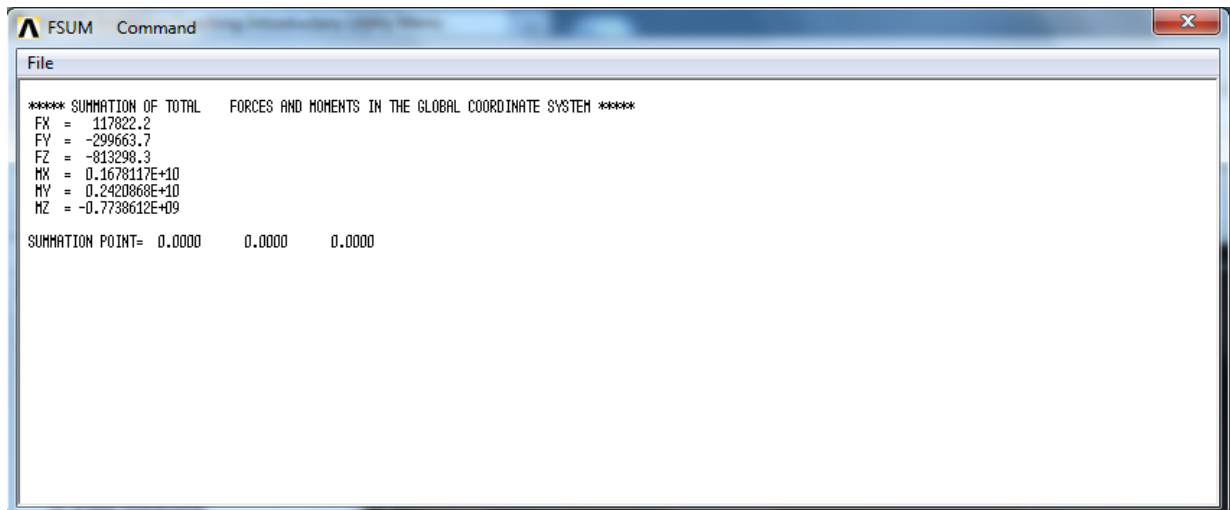 FSUM Command
File
***** SUMMATION OF TOTAL FORCES AND MOMENTS IN THE GLOBAL COORDINATE SYSTEM *****
FX = 117822.2
FY = -299663.7
FZ = -813298.3
MX = 0.1678117E+10
MY = 0.2420868E+10
MZ = -0.7738612E+09
SUMMATION POINT= 0.0000 0.0000 0.0000